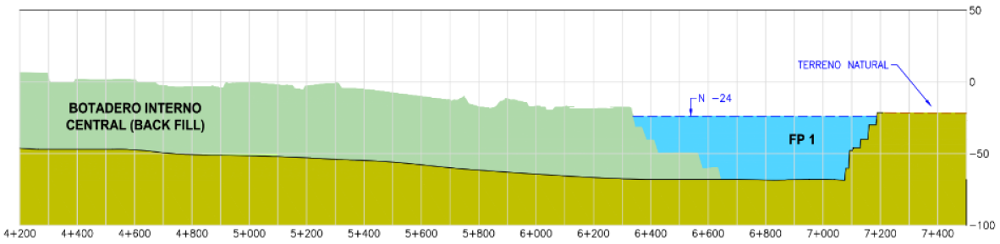 50
TERRENO NATURAL
0
N -24
BOTADERO INTERNO
CENTRAL (BACK FILL)
FP 1
-50
-100
4+200 4+400 4+600 4+800 5+000 5+200 5+400 5+600 5+800 6+000 6+200 6+400 6+600 6+800 7+000 7+200 7+400